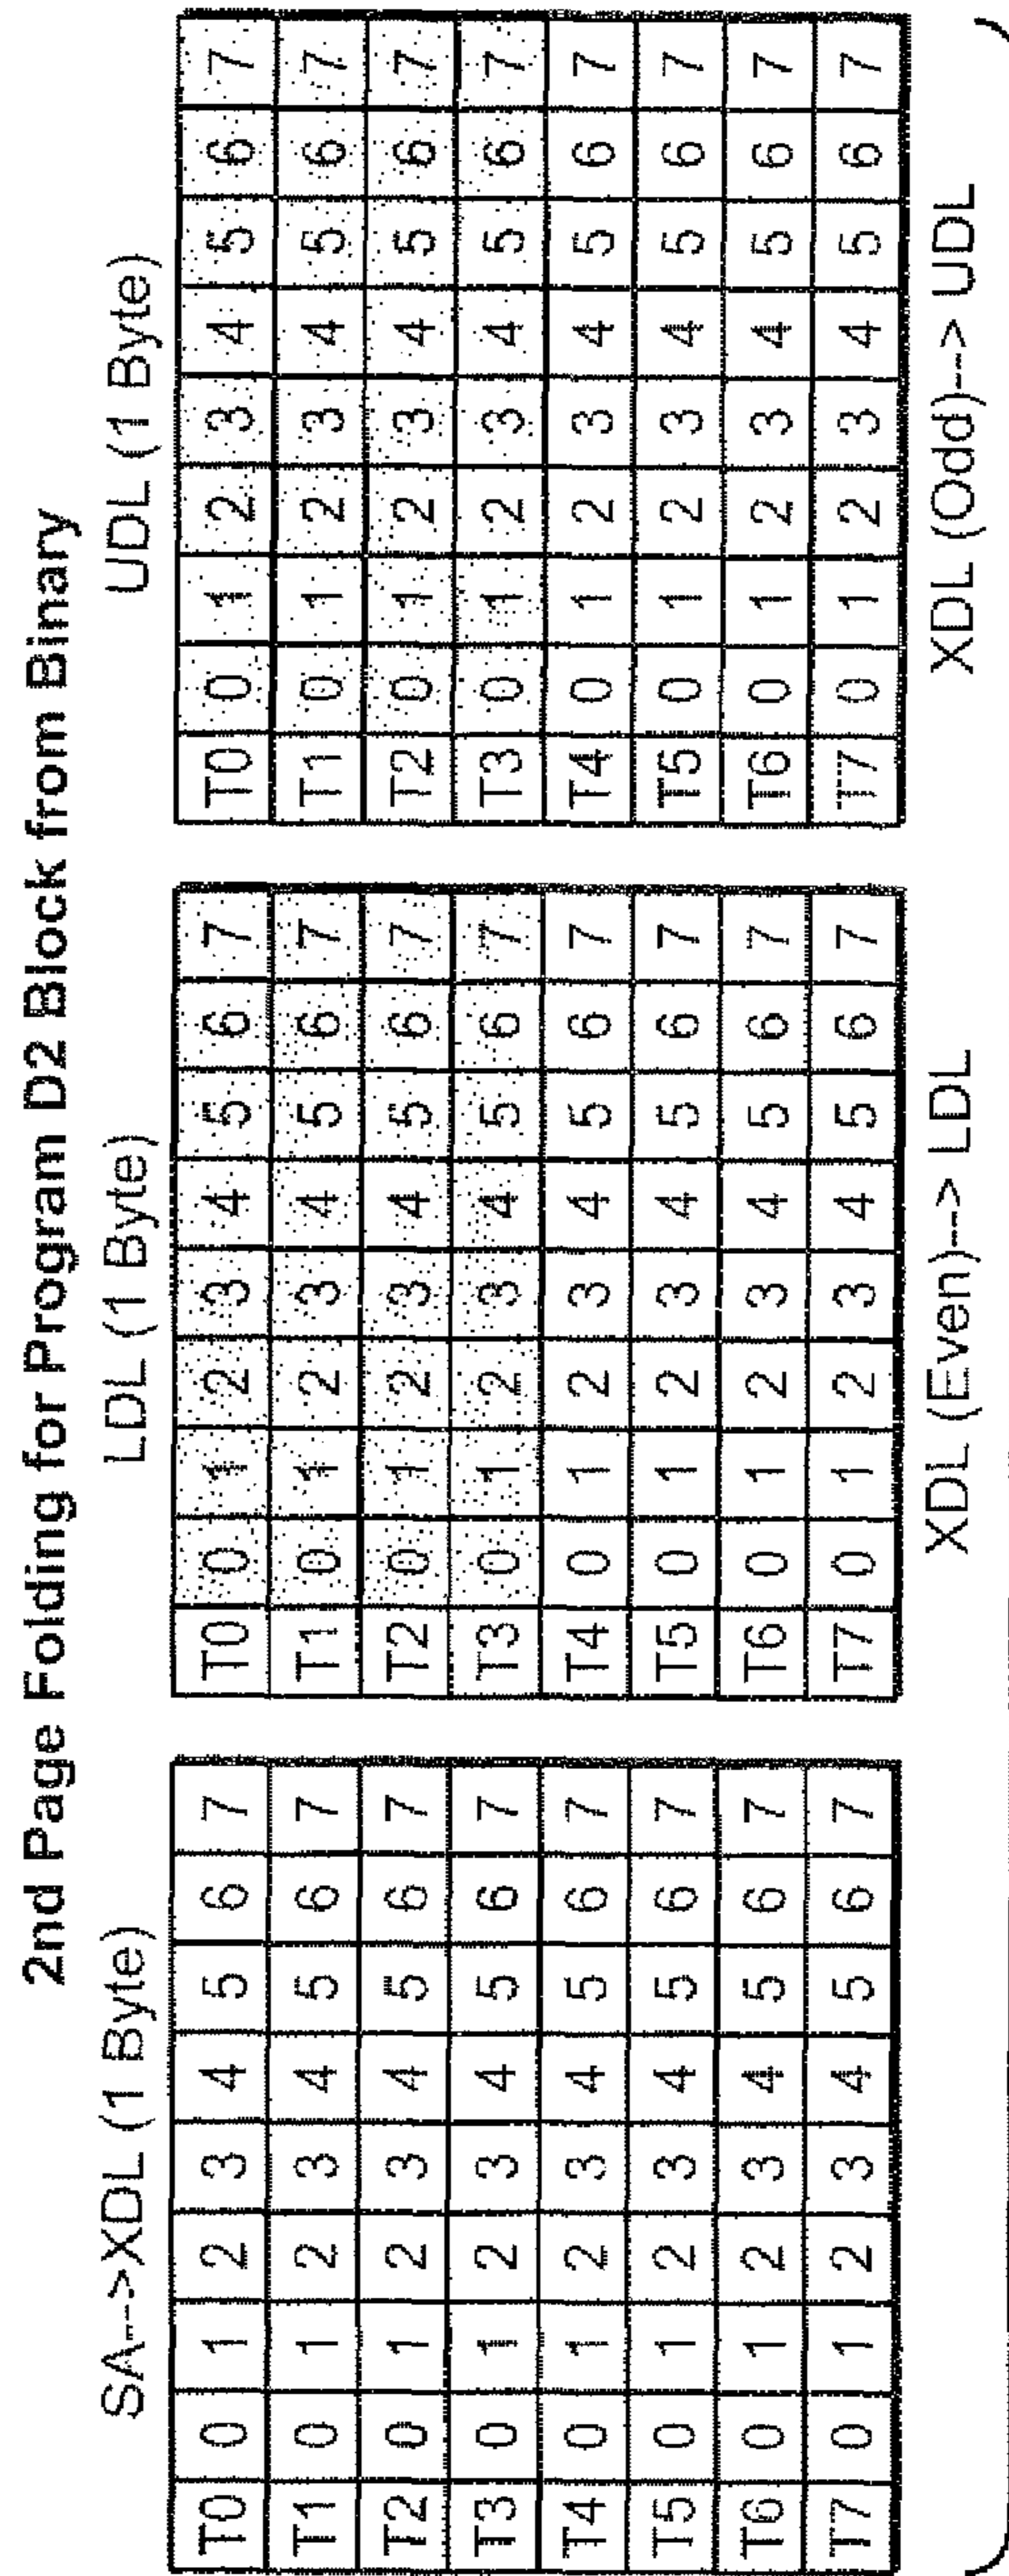 2nd Page Folding for Program D2 Block from Binary
SA-->XDL (1 Byte)
T0 0 1 2 3 4 5 6 7
T1 0 1 2 3 4 5 6 7
T2 0 1 2 3 4 5 6 7
T3 0 1 2 3 4 5 6 7
T4 0 1 2 3 4 5 6 7
T5 0 1 2 3 4 5 6 7
T6 0 1 2 3 4 5 6 7
T7 0 1 2 3 4 5 6 7
LDL (1 Byte)
T0 0 1 2 3 4 5 6 7
T1 0 1 2 3 4 5 6 7
T2 0 1 2 3 4 5 6 7
T3 0 1 2 3 4 5 6 7
T4 0 1 2 3 4 5 6 7
T5 0 1 2 3 4 5 6 7
T6 0 1 2 3 4 5 6 7
T7 0 1 2 3 4 5 6 7
XDL (Even)--> LDL
UDL (1 Byte)
T0 0 1 2 3 4 5 6 7
T1 0 1 2 3 4 5 6 7
T2 0 1 2 3 4 5 6 7
T3 0 1 2 3 4 5 6 7
T4 0 1 2 3 4 5 6 7
T5 0 1 2 3 4 5 6 7
T6 0 1 2 3 4 5 6 7
T7 0 1 2 3 4 5 6 7
XDL (Odd)--> UDL